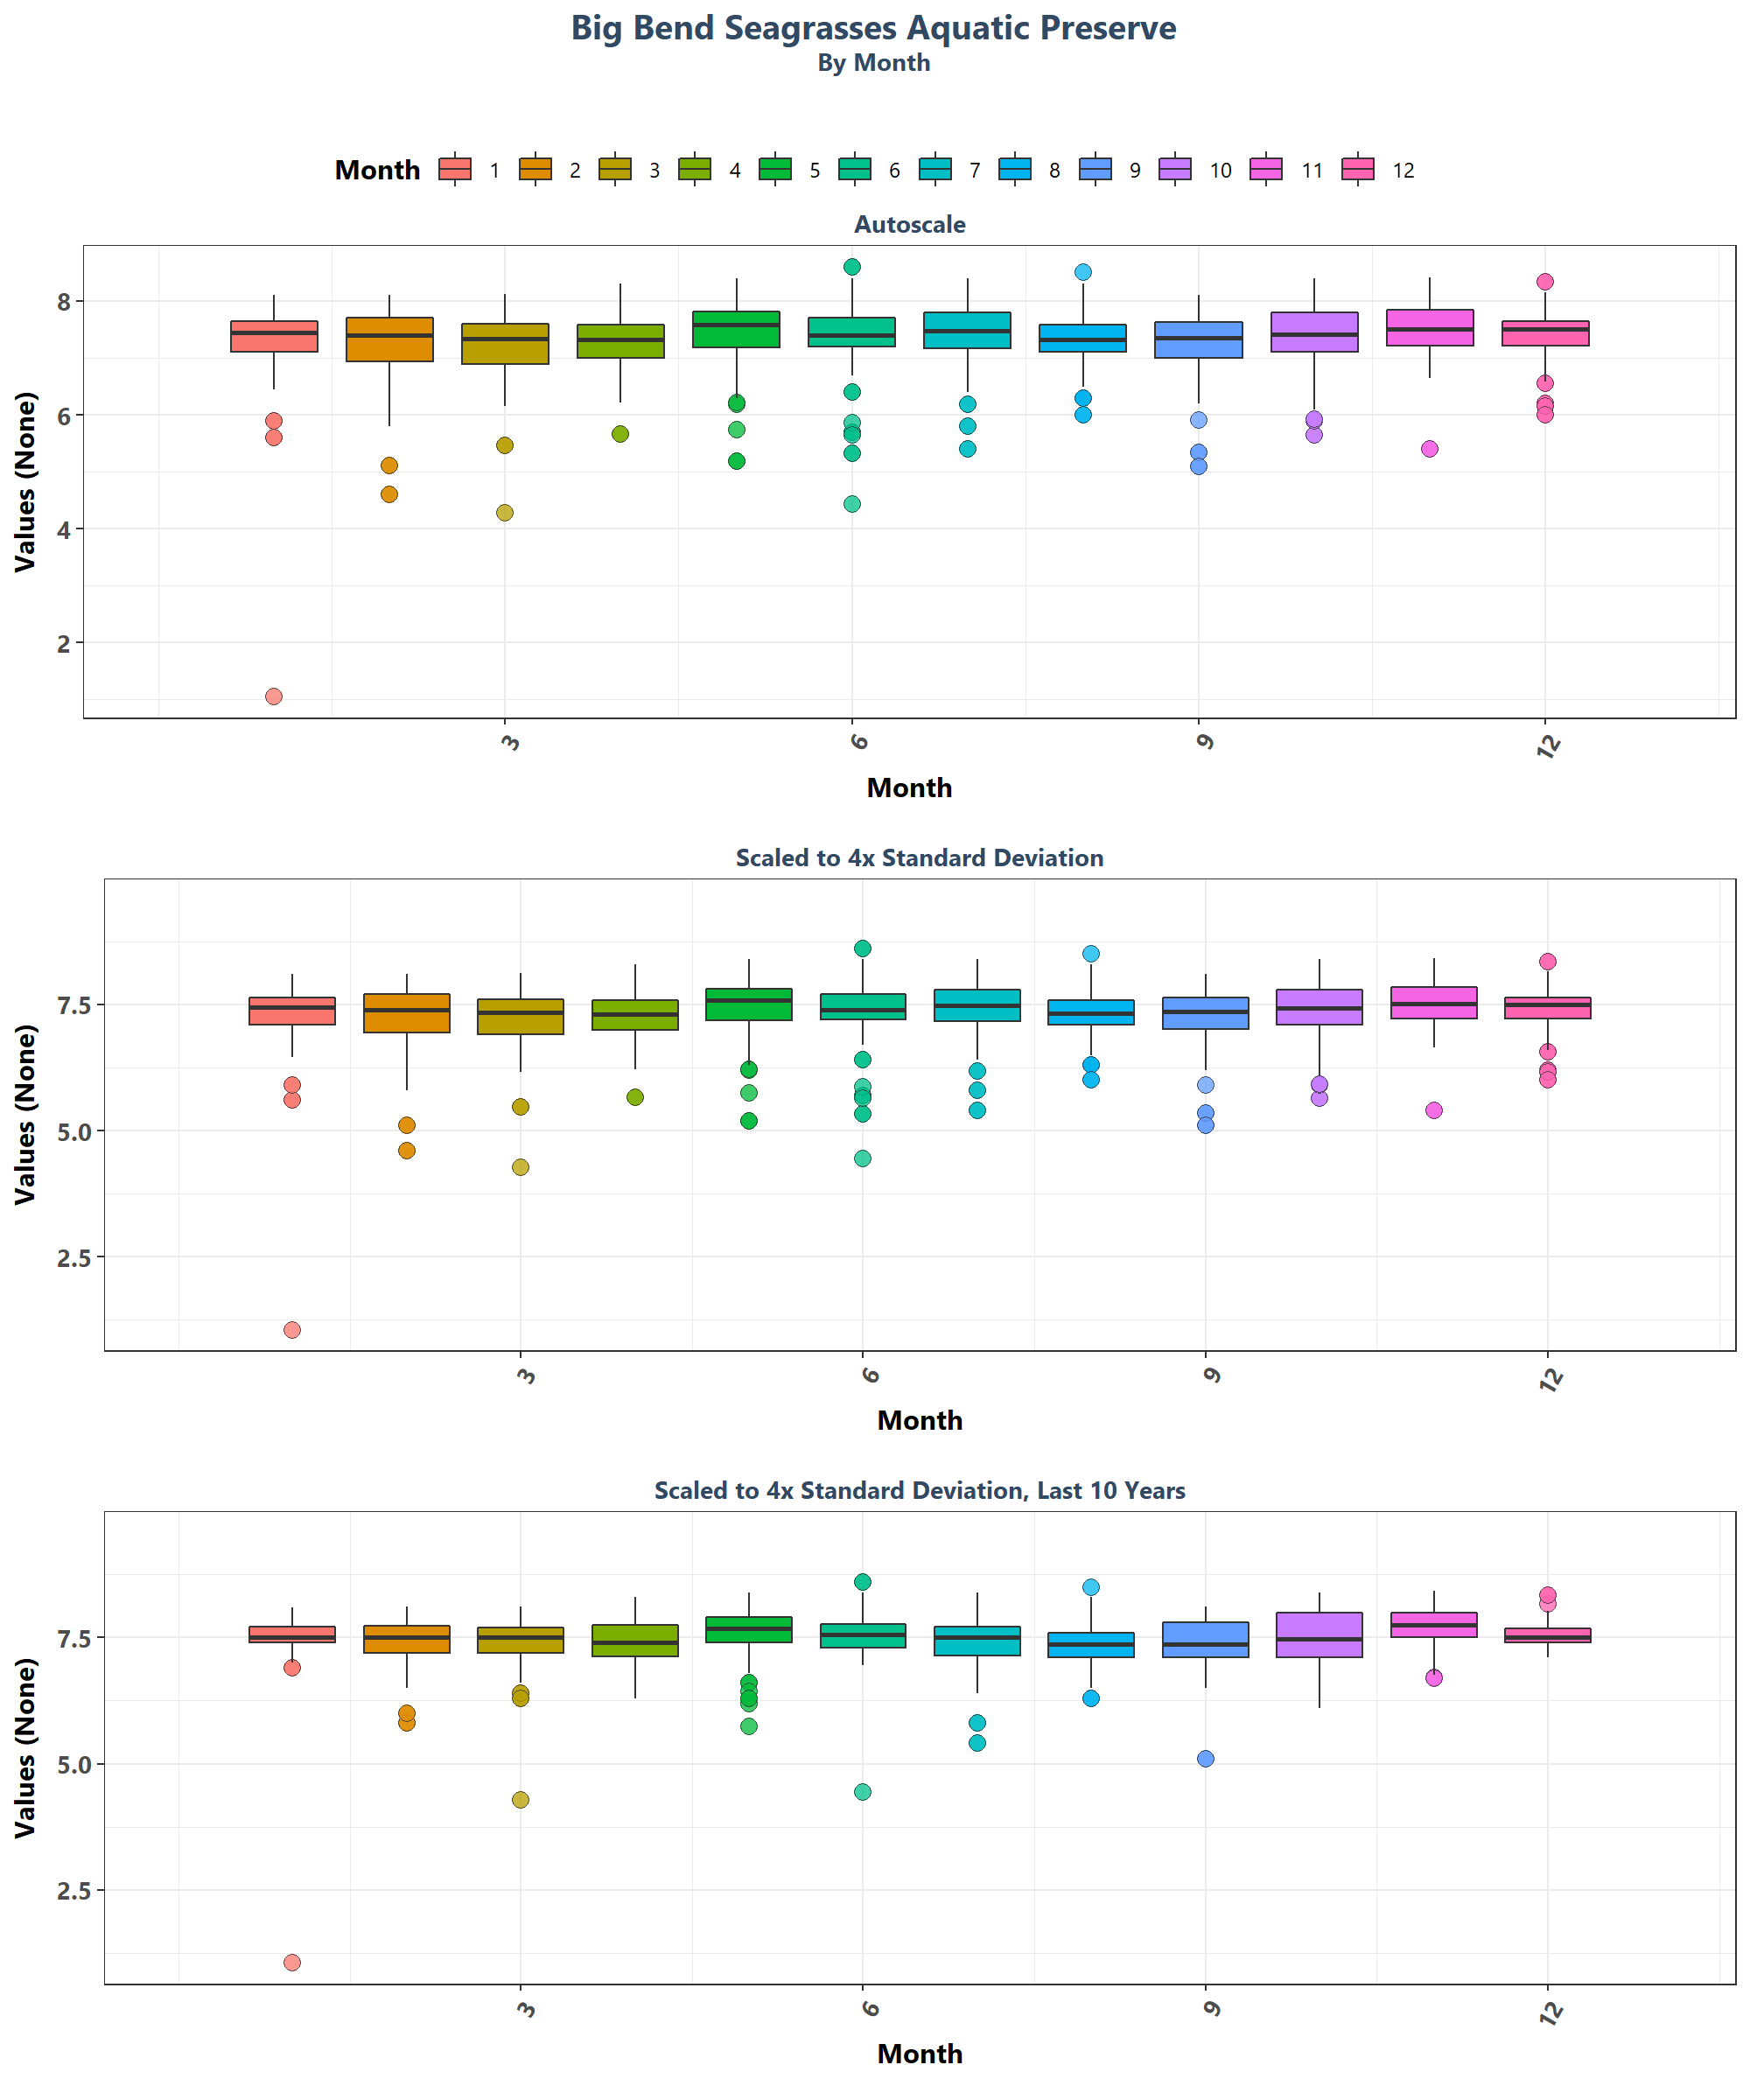 Big Bend Seagrasses Aquatic Preserve
By Month
Month 1 2 3 4 5 6 7 8 9 10 11 12
Autoscale
Values (None)
8
6
4
2
3 6 9 12
Month
Scaled to 4x Standard Deviation
Values (None)
7.5
5.0
2.5
3 6 9 12
Month
Scaled to 4x Standard Deviation, Last 10 Years
Values (None)
7.5
5.0
2.5
3 6 9 12
Month